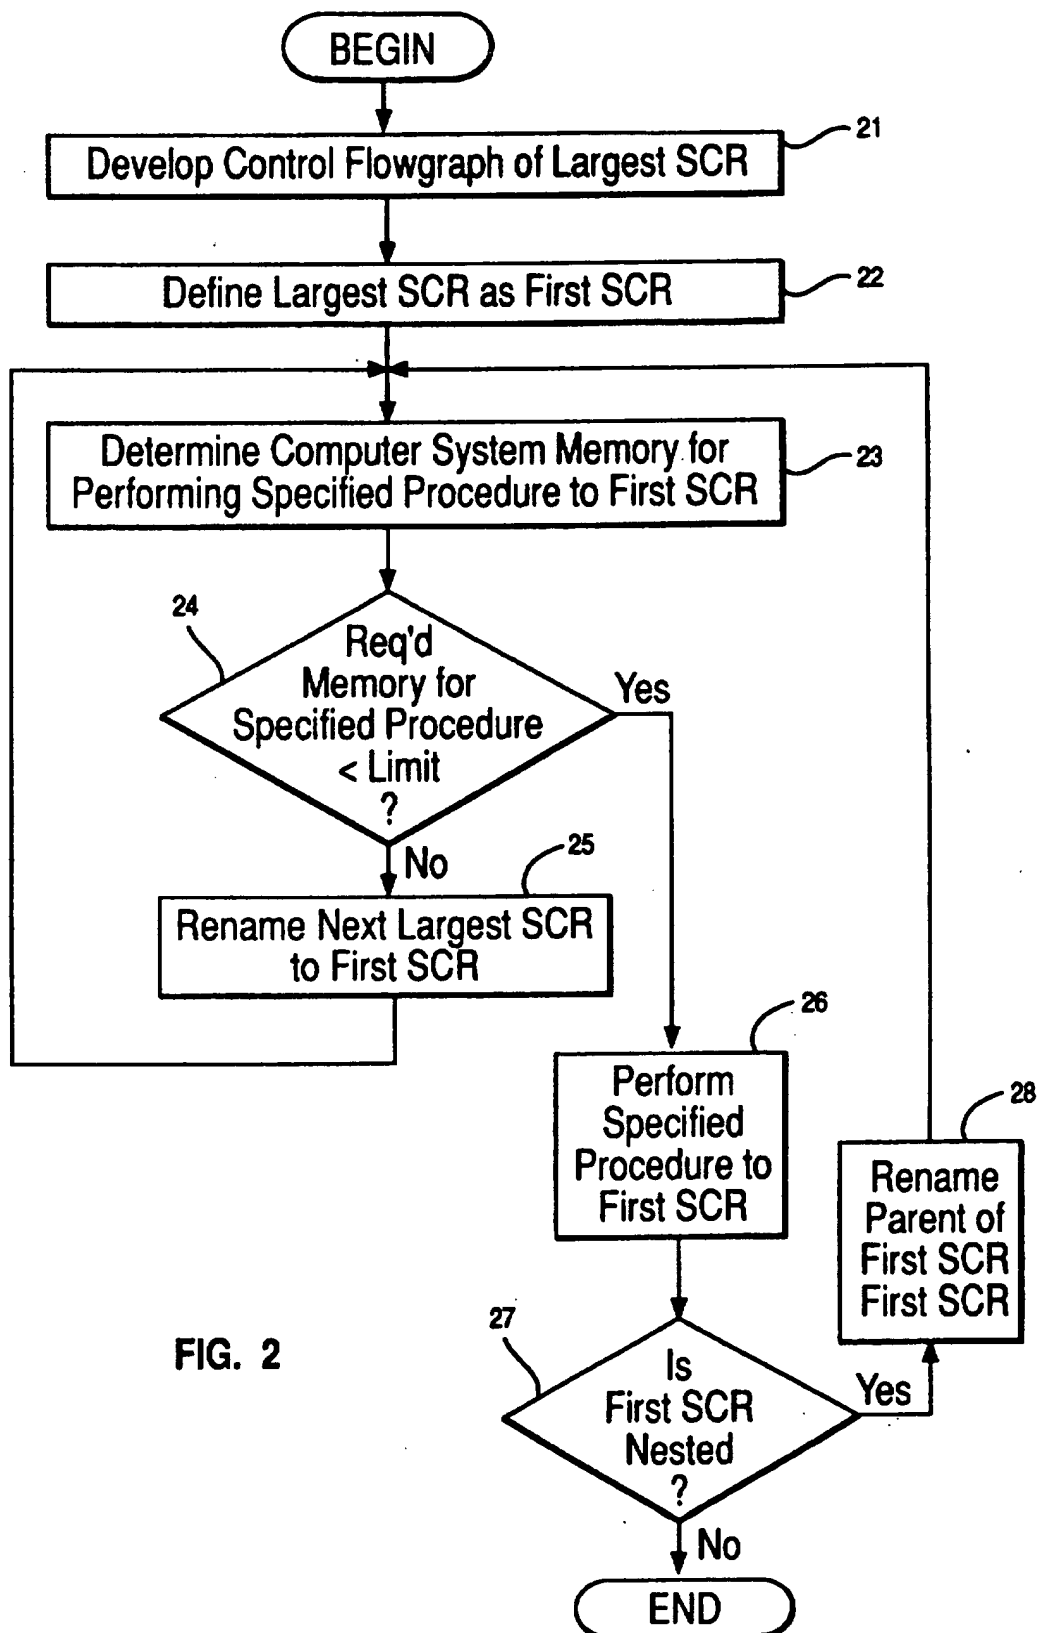 BEGIN
21
Develop Control Flowgraph of Largest SCR
22
Define Largest SCR as First SCR
Determine Computer System Memory for
Performing Specified Procedure to First SCR
23
24
Req'd
Memory for
Specified Procedure
< Limit
?
Yes
No
25
Rename Next Largest SCR
to First SCR
26
Perform
Specified
Procedure to
First SCR
28
Rename
Parent of
First SCR
First SCR
27
Is
First SCR
Nested
?
Yes
No
FIG. 2
END